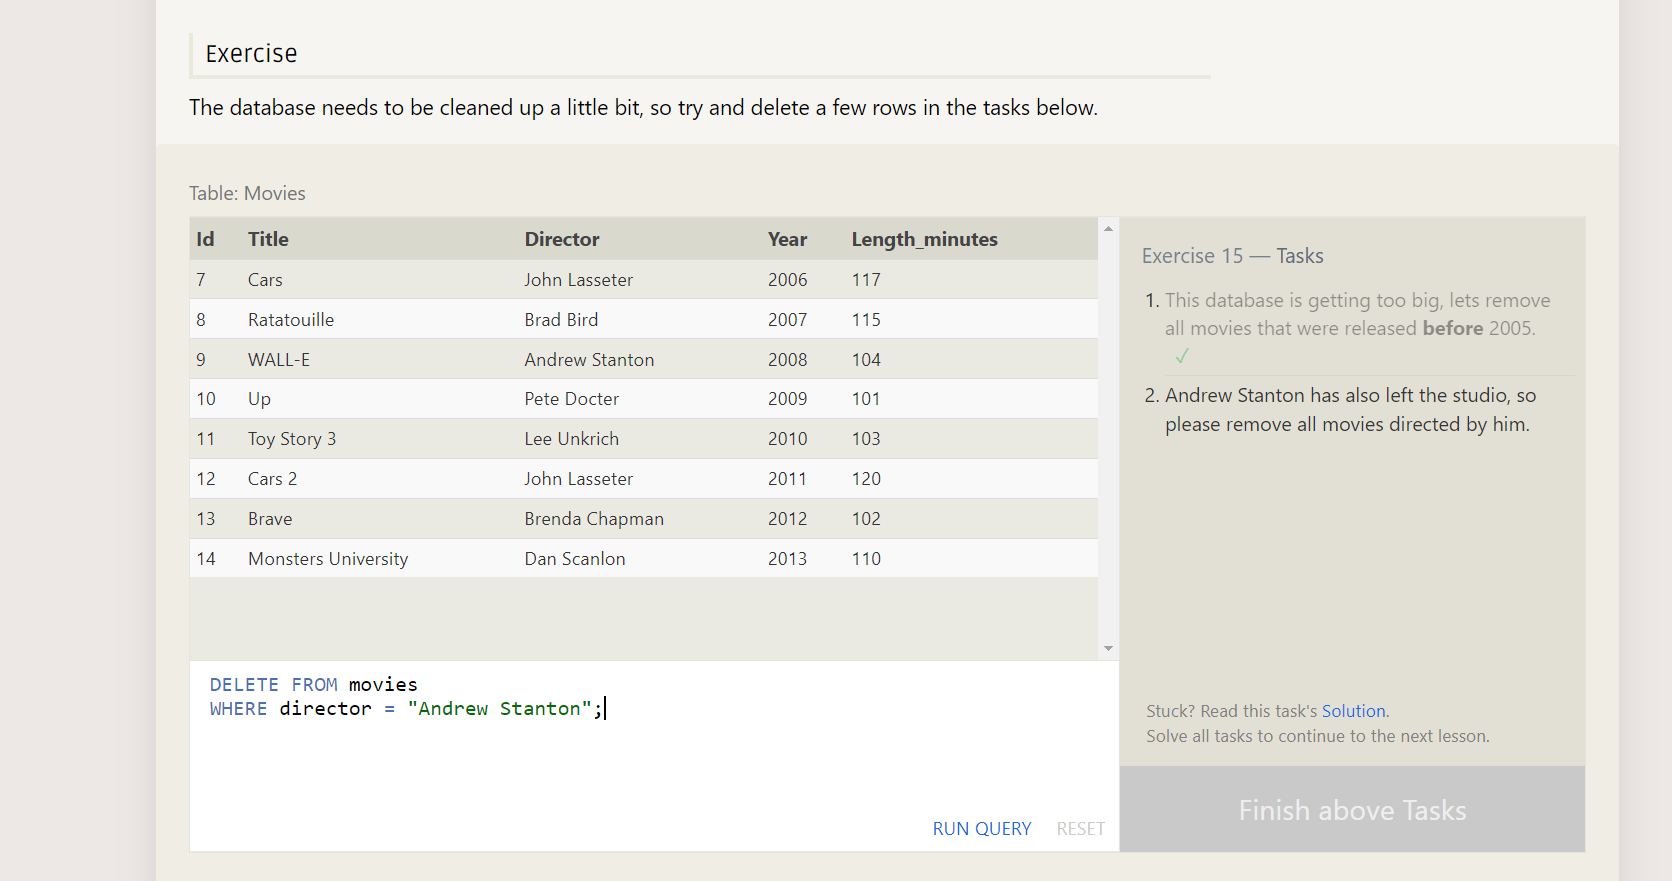 Exercise
The database needs to be cleaned up a little bit, so try and delete a few rows in the tasks below.
Table: Movies
Id Title Director Year Length_minutes
7 Cars John Lasseter 2006 117
8 Ratatouille Brad Bird 2007 115
9 WALL-E Andrew Stanton 2008 104
10 Up Pete Docter 2009 101
11 Toy Story 3 Lee Unkrich 2010 103
12 Cars 2 John Lasseter 2011 120
13 Brave Brenda Chapman 2012 102
14 Monsters University Dan Scanlon 2013 110
DELETE FROM movies
WHERE director = "Andrew Stanton";
RUN QUERY RESET
Exercise 15 — Tasks
1. This database is getting too big, lets remove
all movies that were released before 2005.
✓
2. Andrew Stanton has also left the studio, so
please remove all movies directed by him.
Stuck? Read this task's Solution.
Solve all tasks to continue to the next lesson.
Finish above Tasks